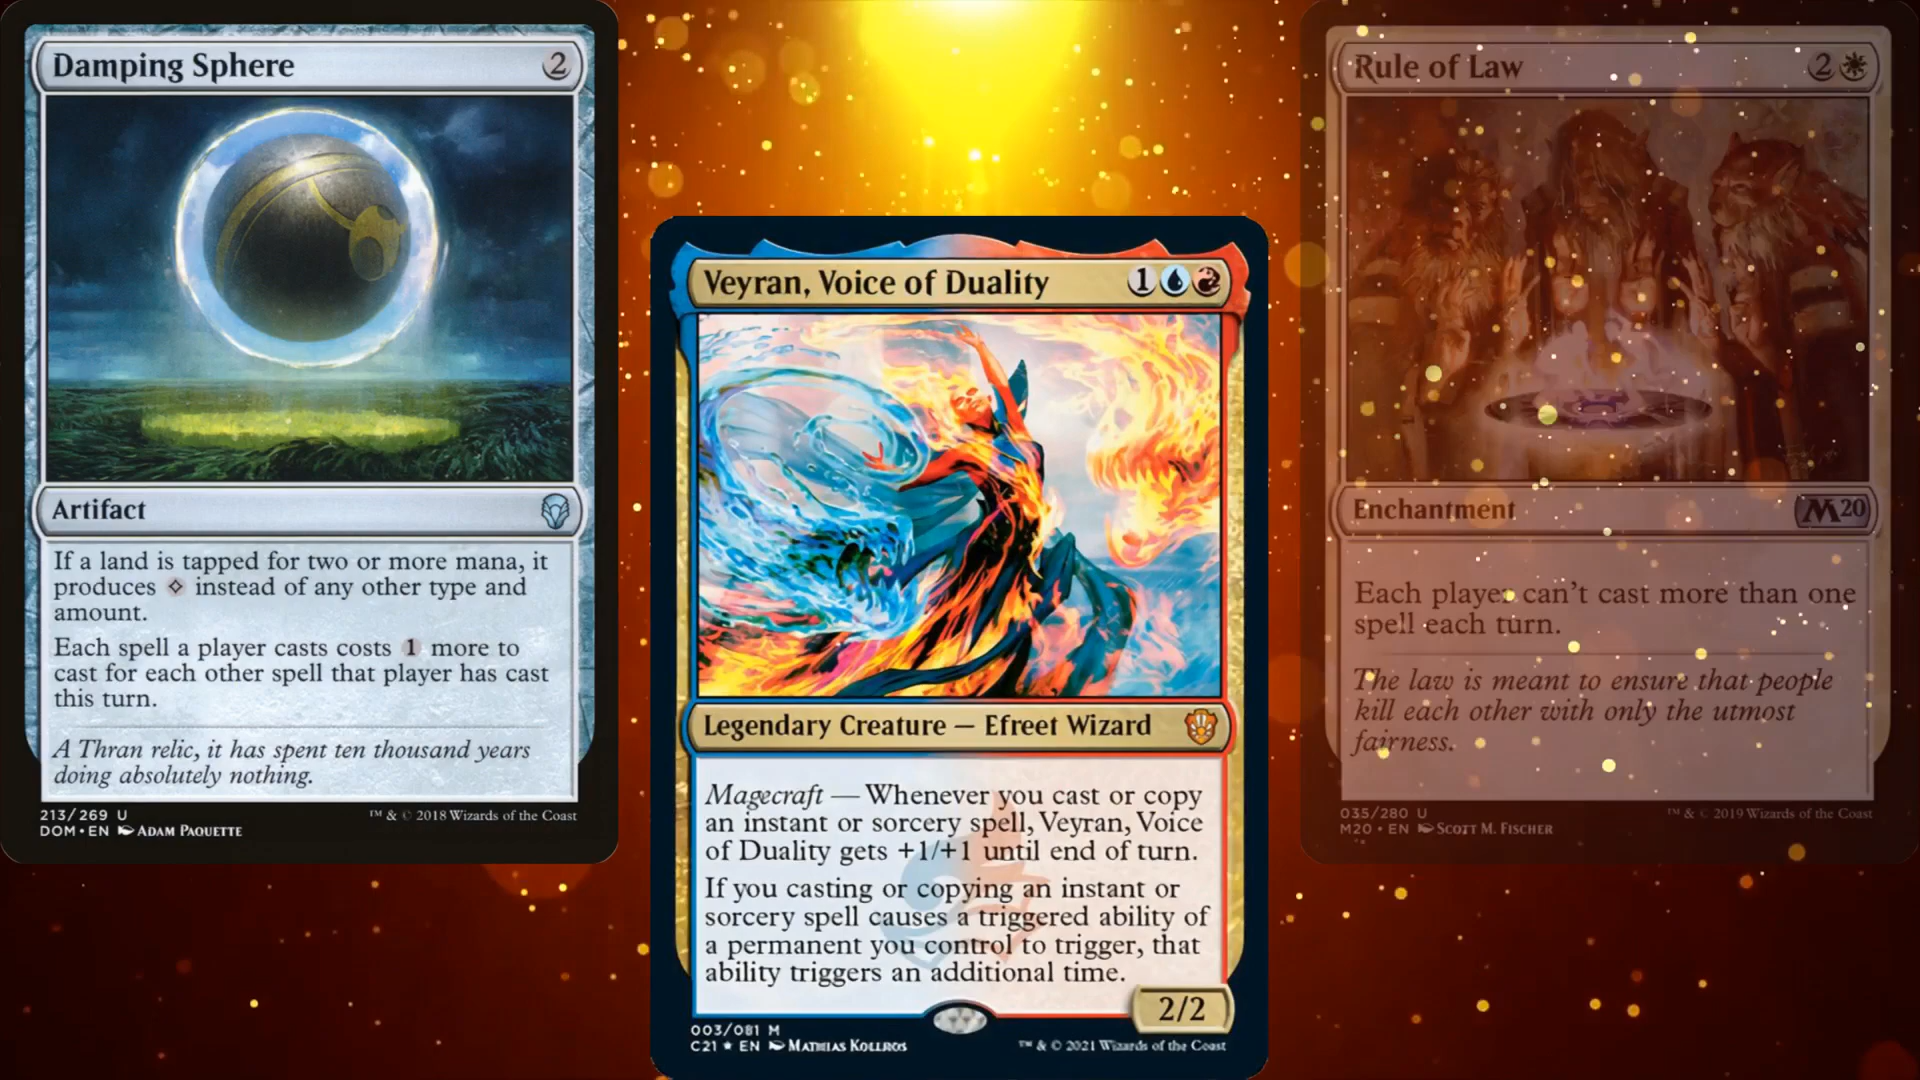 Damping Sphere 2
Artifact
If a land is tapped for two or more mana, it
produces ◇ instead of any other type and
amount.
Each spell a player casts costs 1 more to
cast for each other spell that player has cast
this turn.
A Thran relic, it has spent ten thousand years
doing absolutely nothing.
213/269 U
DOM • EN Adam Paquette
™ & © 2018 Wizards of the Coast
Veyran, Voice of Duality 1
Legendary Creature — Efreet Wizard
Magecraft — Whenever you cast or copy
an instant or sorcery spell, Veyran, Voice
of Duality gets +1/+1 until end of turn.
If you casting or copying an instant or
sorcery spell causes a triggered ability of
a permanent you control to trigger, that
ability triggers an additional time.
2/2
003/081 M
C21 ★ EN Mathias Kollros
™ & © 2021 Wizards of the Coast
Rule of Law 2
Enchantment M20
Each player can't cast more than one
spell each turn.
The law is meant to ensure that people
kill each other with only the utmost
fairness.
035/280 U
M20 • EN Scott M. Fischer
™ & © 2019 Wizards of the Coast